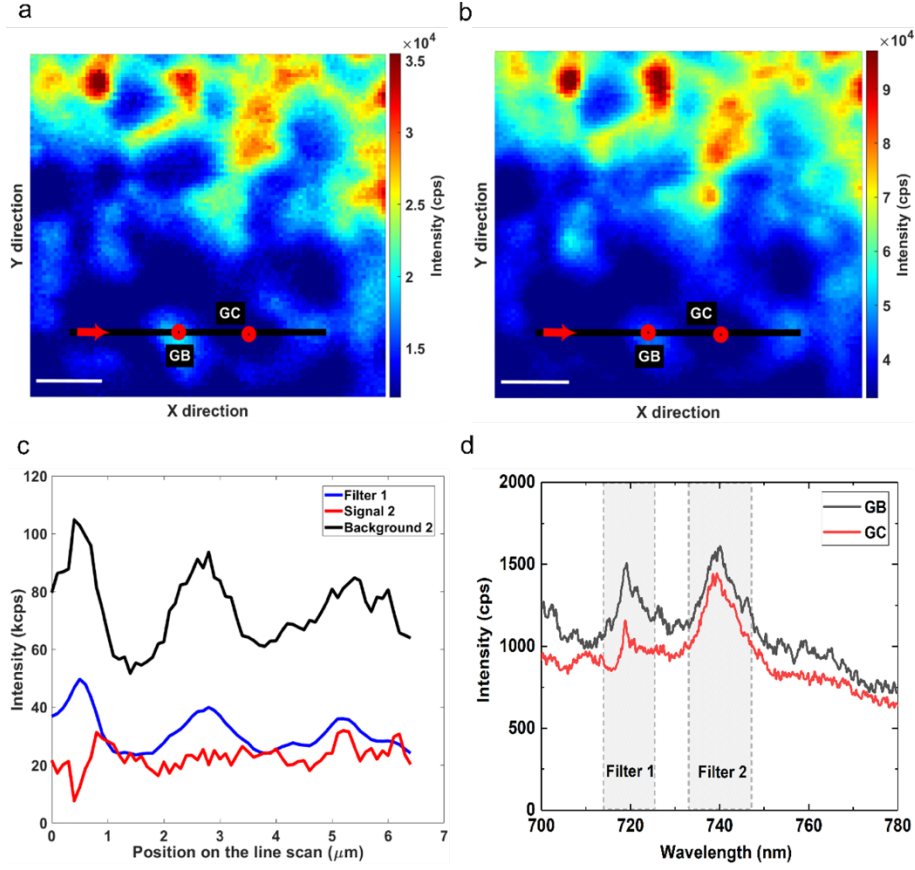 a
×10⁴
3.5
3
2.5
2
1.5
Intensity (cps)
Y direction
X direction
GC
GB
b
×10⁴
9
8
7
6
5
4
Intensity (cps)
Y direction
X direction
GC
GB
c
120
100
80
60
40
20
0
Intensity (kcps)
Filter 1
Signal 2
Background 2
0 1 2 3 4 5 6 7
Position on the line scan (μm)
d
2000
1500
1000
500
0
Intensity (cps)
GB
GC
Filter 1
Filter 2
700 720 740 760 780
Wavelength (nm)